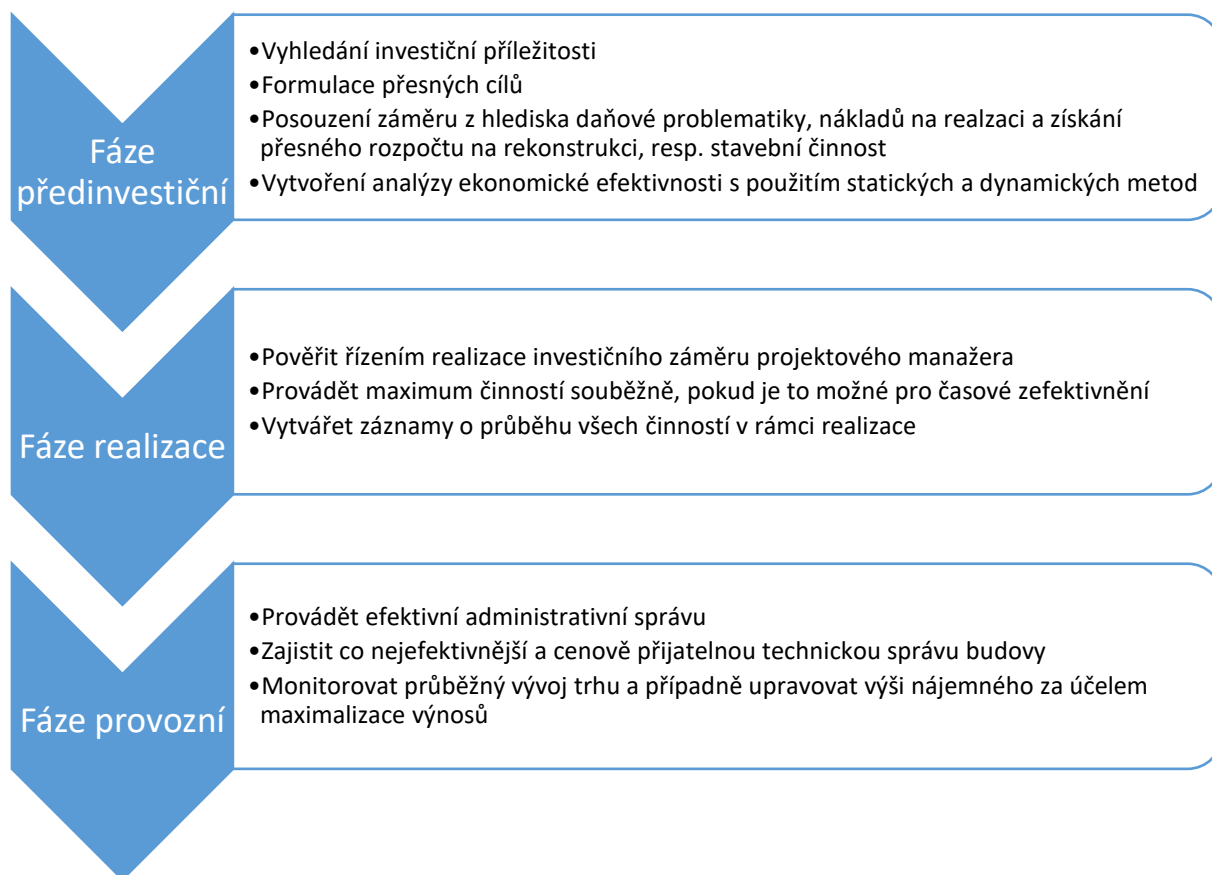 Fáze
předinvestiční
•Vyhledání investiční příležitosti
•Formulace přesných cílů
•Posouzení záměru z hlediska daňové problematiky, nákladů na realzaci a získání
přesného rozpočtu na rekonstrukci, resp. stavební činnost
•Vytvoření analýzy ekonomické efektivnosti s použitím statických a dynamických metod
Fáze realizace
•Pověřit řízením realizace investičního záměru projektového manažera
•Provádět maximum činností souběžně, pokud je to možné pro časové zefektivnění
•Vytvářet záznamy o průběhu všech činností v rámci realizace
Fáze provozní
•Provádět efektivní administrativní správu
•Zajistit co nejefektivnější a cenově přijatelnou technickou správu budovy
•Monitorovat průběžný vývoj trhu a případně upravovat výši nájemného za účelem
maximalizace výnosů